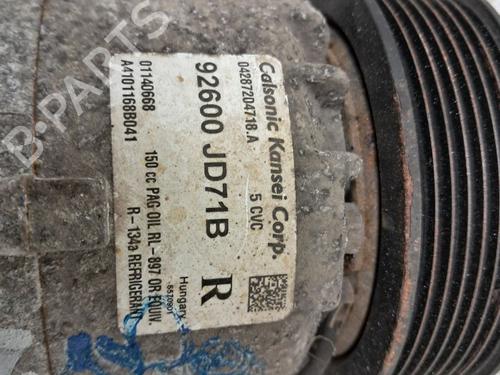 Calsonic Kansei Corp.
04287204718.A
5 CVC
92600 JD71B R
01140668
A4101168B041
150 cc PAG OIL RL-897 OR EQUIV.
R-134a REFRIGERANT
Hungary
B-PARTS